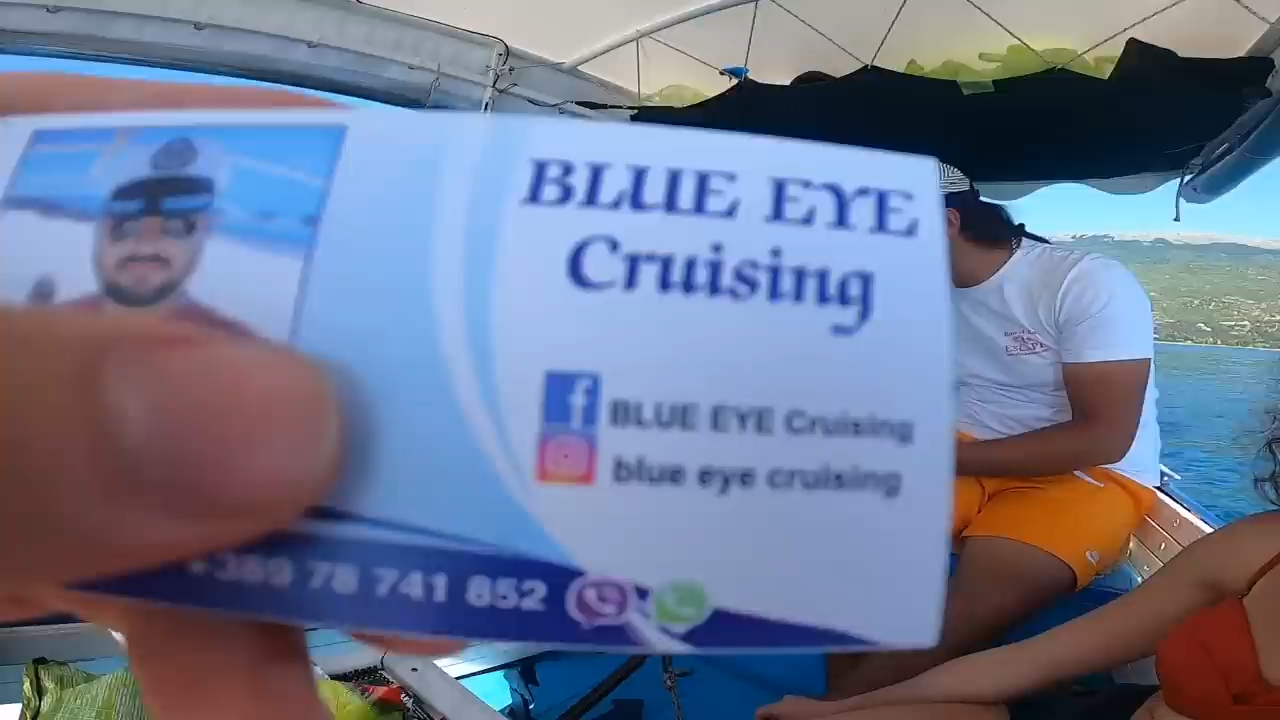 BLUE EYE
Cruising
BLUE EYE Cruising
blue eye cruising
+389 78 741 852